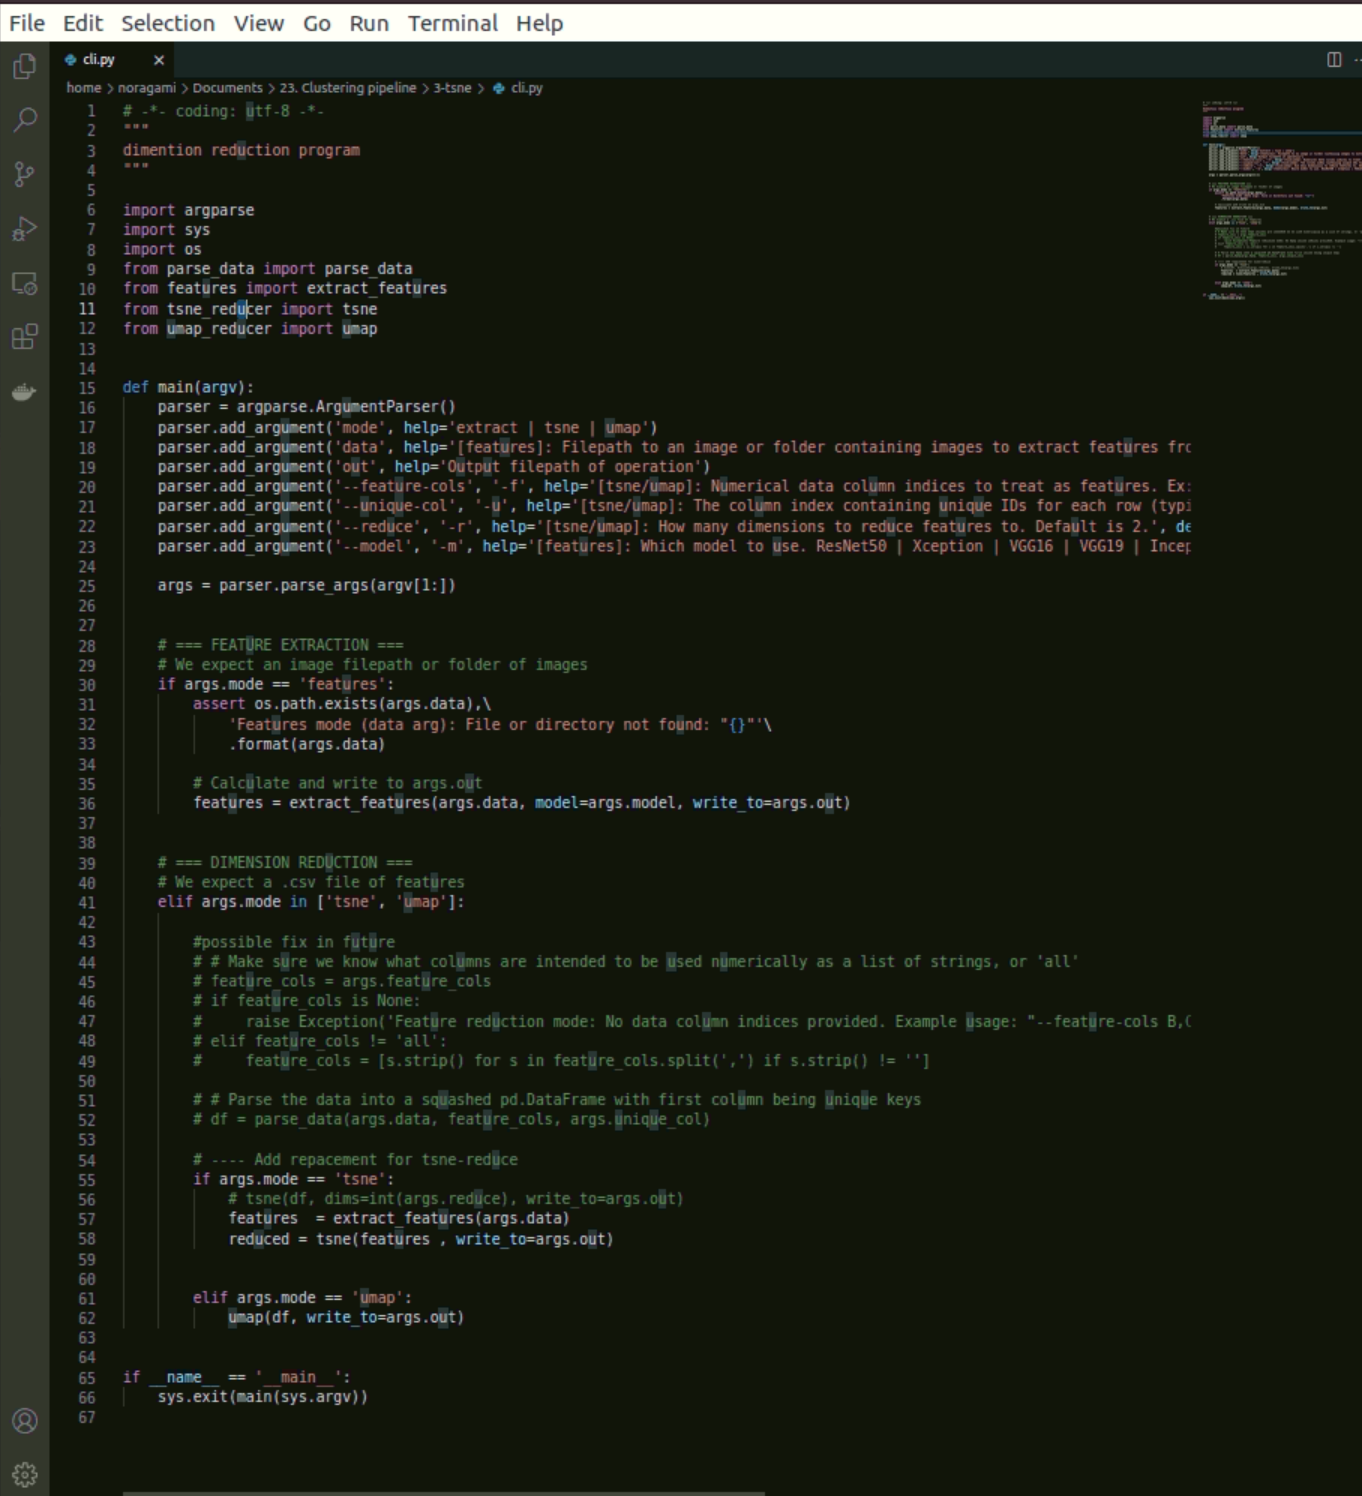 File Edit Selection View Go Run Terminal Help
cli.py ×
home > noragami > Documents > 23. Clustering pipeline > 3-tsne > cli.py
1 # -*- coding: utf-8 -*-
2 """
3 dimention reduction program
4 """
5
6 import argparse
7 import sys
8 import os
9 from parse_data import parse_data
10 from features import extract_features
11 from tsne_reducer import tsne
12 from umap_reducer import umap
13
14
15 def main(argv):
16 parser = argparse.ArgumentParser()
17 parser.add_argument('mode', help='extract | tsne | umap')
18 parser.add_argument('data', help='[features]: Filepath to an image or folder containing images to extract features frc
19 parser.add_argument('out', help='Output filepath of operation')
20 parser.add_argument('--feature-cols', '-f', help='[tsne/umap]: Numerical data column indices to treat as features. Ex:
21 parser.add_argument('--unique-col', '-u', help='[tsne/umap]: The column index containing unique IDs for each row (typi
22 parser.add_argument('--reduce', '-r', help='[tsne/umap]: How many dimensions to reduce features to. Default is 2.', de
23 parser.add_argument('--model', '-m', help='[features]: Which model to use. ResNet50 | Xception | VGG16 | VGG19 | Incep
24
25 args = parser.parse_args(argv[1:])
26
27
28 # === FEATURE EXTRACTION ===
29 # We expect an image filepath or folder of images
30 if args.mode == 'features':
31 assert os.path.exists(args.data),\
32 'Features mode (data arg): File or directory not found: "{}"'\
33 .format(args.data)
34
35 # Calculate and write to args.out
36 features = extract_features(args.data, model=args.model, write_to=args.out)
37
38
39 # === DIMENSION REDUCTION ===
40 # We expect a .csv file of features
41 elif args.mode in ['tsne', 'umap']:
42
43 #possible fix in future
44 # # Make sure we know what columns are intended to be used numerically as a list of strings, or 'all'
45 # feature_cols = args.feature_cols
46 # if feature_cols is None:
47 #     raise Exception('Feature reduction mode: No data column indices provided. Example usage: "--feature-cols B,C
48 # elif feature_cols != 'all':
49 #     feature_cols = [s.strip() for s in feature_cols.split(',') if s.strip() != '']
50
51 # # Parse the data into a squashed pd.DataFrame with first column being unique keys
52 # df = parse_data(args.data, feature_cols, args.unique_col)
53
54 # ---- Add repacement for tsne-reduce
55 if args.mode == 'tsne':
56 # tsne(df, dims=int(args.reduce), write_to=args.out)
57 features  = extract_features(args.data)
58 reduced = tsne(features , write_to=args.out)
59
60
61 elif args.mode == 'umap':
62 umap(df, write_to=args.out)
63
64
65 if __name__ == '__main__':
66 sys.exit(main(sys.argv))
67